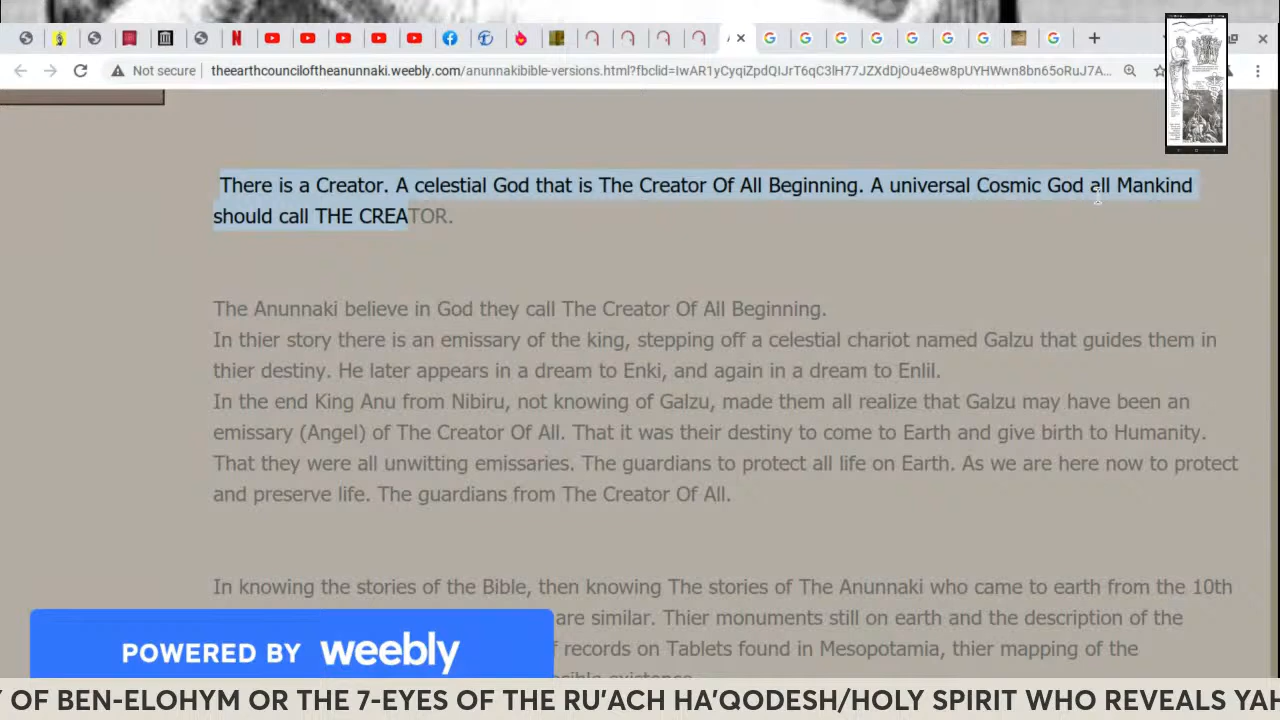 Not secure
theearthcounciloftheanunnaki.weebly.com/anunnakibible-versions.html?fbclid=IwAR1yCyqiZpdqJJrT6qC3lH77JZXdDjOu4e8w8pUYHWwn8bn65oRuJ7A...
There is a Creator. A celestial God that is The Creator Of All Beginning. A universal Cosmic God all Mankind
should call THE CREATOR.
The Anunnaki believe in God they call The Creator Of All Beginning.
In thier story there is an emissary of the king, stepping off a celestial chariot named Galzu that guides them in
thier destiny. He later appears in a dream to Enki, and again in a dream to Enlil.
In the end King Anu from Nibiru, not knowing of Galzu, made them all realize that Galzu may have been an
emissary (Angel) of The Creator Of All. That it was their destiny to come to Earth and give birth to Humanity.
That they were all unwitting emissaries. The guardians to protect all life on Earth. As we are here now to protect
and preserve life. The guardians from The Creator Of All.
In knowing the stories of the Bible, then knowing The stories of The Anunnaki who came to earth from the 10th
are similar. Thier monuments still on earth and the description of the
records on Tablets found in Mesopotamia, thier mapping of the
POWERED BY weebly
Y OF BEN-ELOHYM OR THE 7-EYES OF THE RU'ACH HA'QODESH/HOLY SPIRIT WHO REVEALS YAH